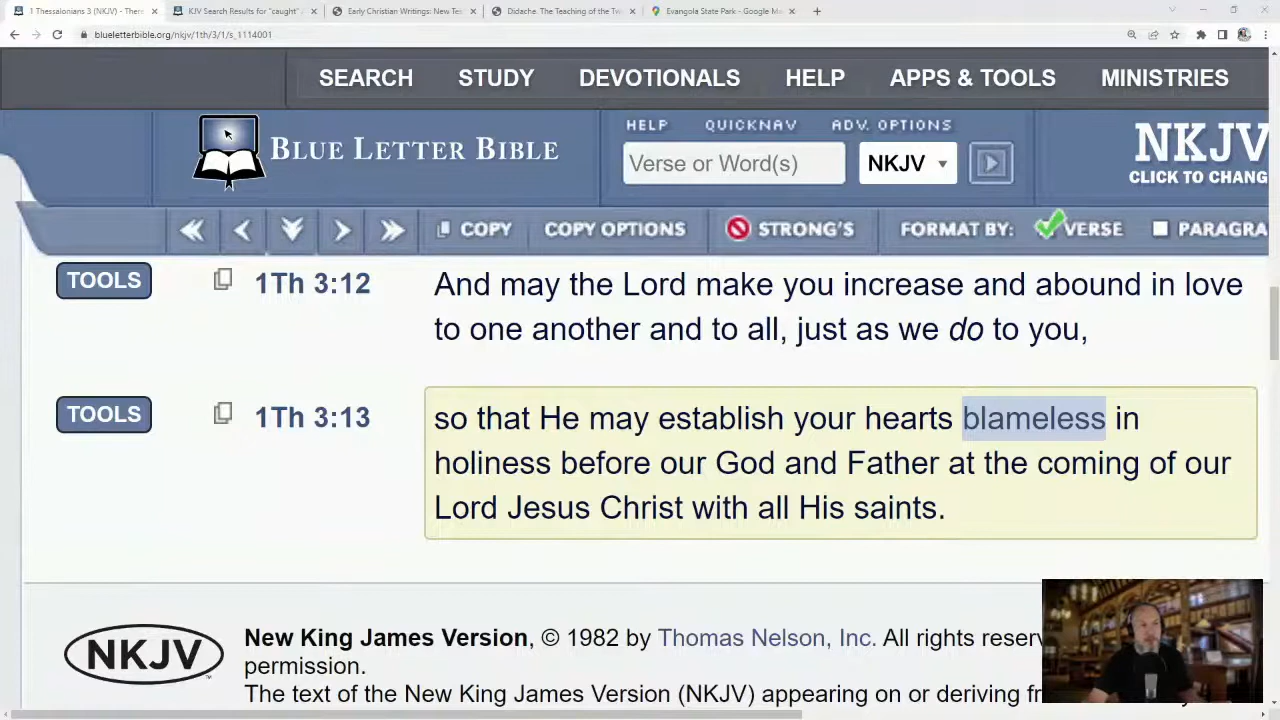 1 Thessalonians 3 (NKJV) - Ther
KJV Search Results for "caught"
Early Christian Writings: New Tes
Didache. The Teaching of the Tw
Evangola State Park - Google M
blueletterbible.org/nkjv/1th/3/1/s_1114001
SEARCH STUDY DEVOTIONALS HELP APPS & TOOLS MINISTRIES
BLUE LETTER BIBLE
HELP QUICKNAV ADV. OPTIONS
Verse or Word(s) NKJV
NKJV
CLICK TO CHANG
COPY COPY OPTIONS STRONG'S FORMAT BY: VERSE PARAGRA
TOOLS 1Th 3:12 And may the Lord make you increase and abound in love
to one another and to all, just as we do to you,
TOOLS 1Th 3:13 so that He may establish your hearts blameless in
holiness before our God and Father at the coming of our
Lord Jesus Christ with all His saints.
NKJV
New King James Version, © 1982 by Thomas Nelson, Inc. All rights reserv
permission.
The text of the New King James Version (NKJV) appearing on or deriving fr